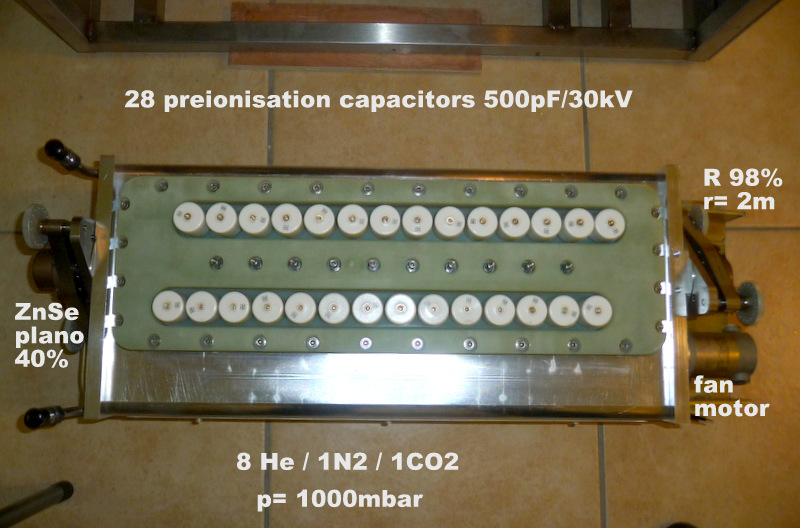 28 preionisation capacitors 500pF/30kV
R 98%
r= 2m
ZnSe
plano
40%
fan
motor
8 He / 1N2 / 1CO2
p= 1000mbar